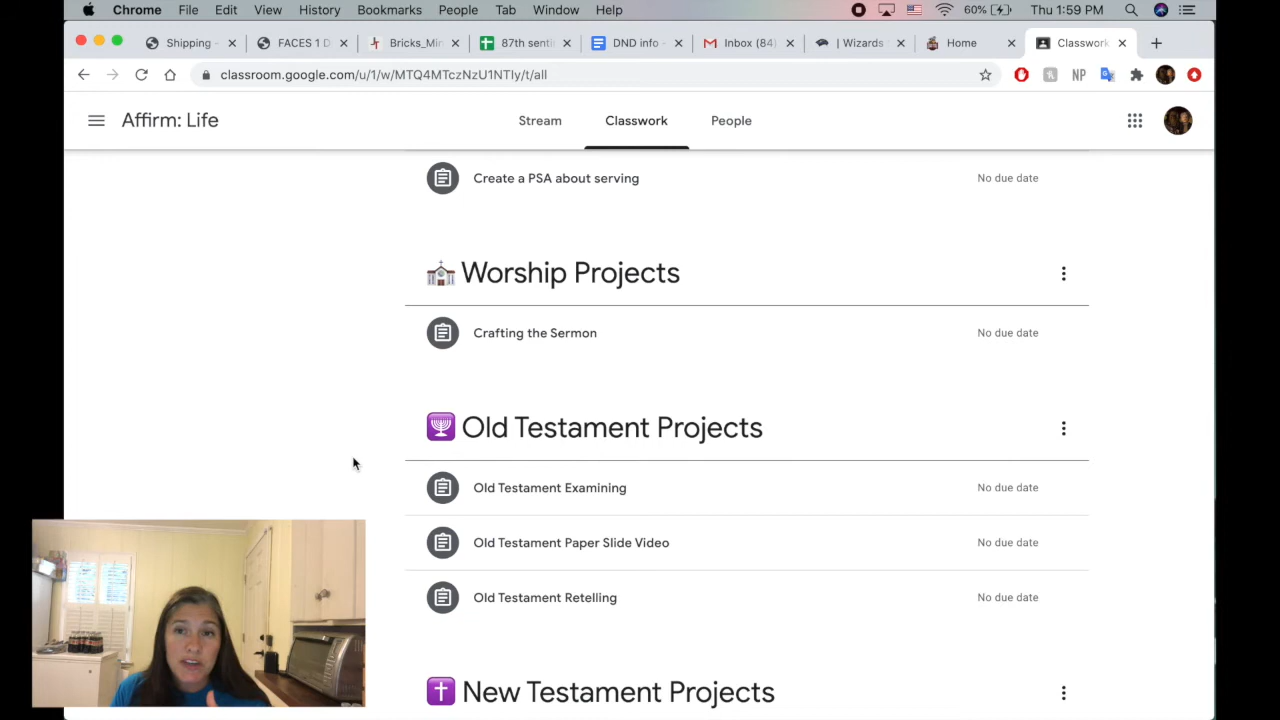 Chrome File Edit View History Bookmarks People Tab Window Help 60% Thu 1:59 PM
Shipping - FACES 1 D Bricks_Mir 87th senti DND info - Inbox (84) | Wizards Home Classwork
classroom.google.com/u/1/w/MTQ4MTczNzU1NTIy/t/all NP
Affirm: Life Stream Classwork People
Create a PSA about serving No due date
Worship Projects
Crafting the Sermon No due date
Old Testament Projects
Old Testament Examining No due date
Old Testament Paper Slide Video No due date
Old Testament Retelling No due date
New Testament Projects